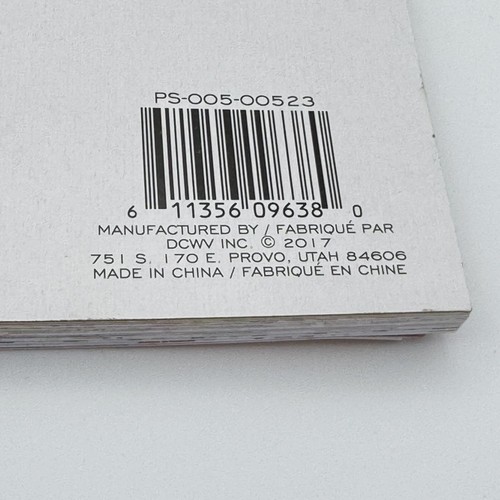 PS-005-00523
6 11356 09638 0
MANUFACTURED BY / FABRIQUÉ PAR
DCWV INC. © 2017
751 S. 170 E. PROVO, UTAH 84606
MADE IN CHINA / FABRIQUÉ EN CHINE